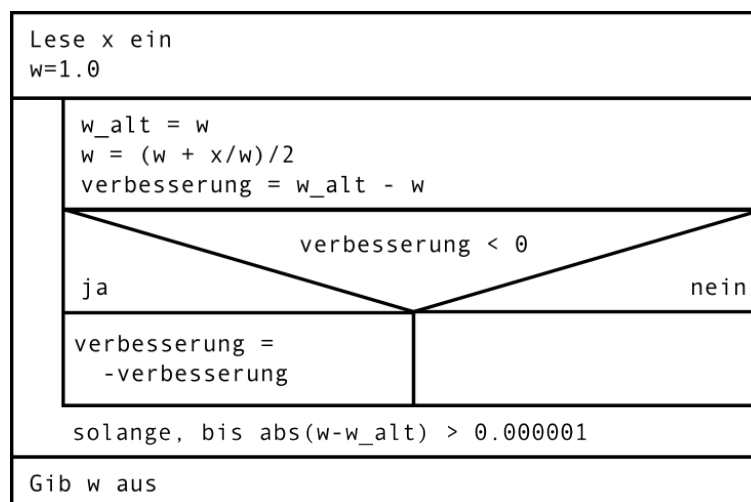 Lese x ein
w=1.0
w_alt = w
w = (w + x/w)/2
verbesserung = w_alt - w
verbesserung < 0
ja
nein
verbesserung =
-verbesserung
solange, bis abs(w-w_alt) > 0.000001
Gib w aus